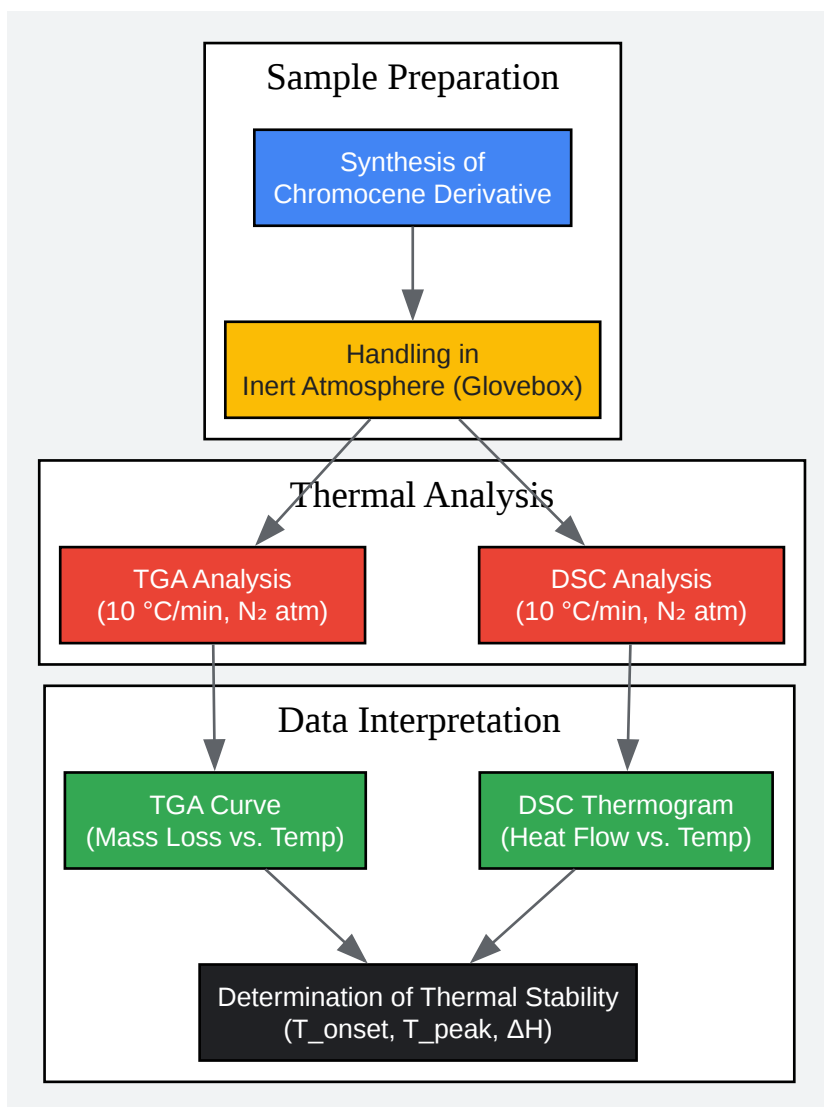 Sample Preparation
Synthesis of
Chromocene Derivative
Handling in
Inert Atmosphere (Glovebox)
Thermal Analysis
TGA Analysis
(10 °C/min, N₂ atm)
DSC Analysis
(10 °C/min, N₂ atm)
Data Interpretation
TGA Curve
(Mass Loss vs. Temp)
DSC Thermogram
(Heat Flow vs. Temp)
Determination of Thermal Stability
(T_onset, T_peak, ΔH)